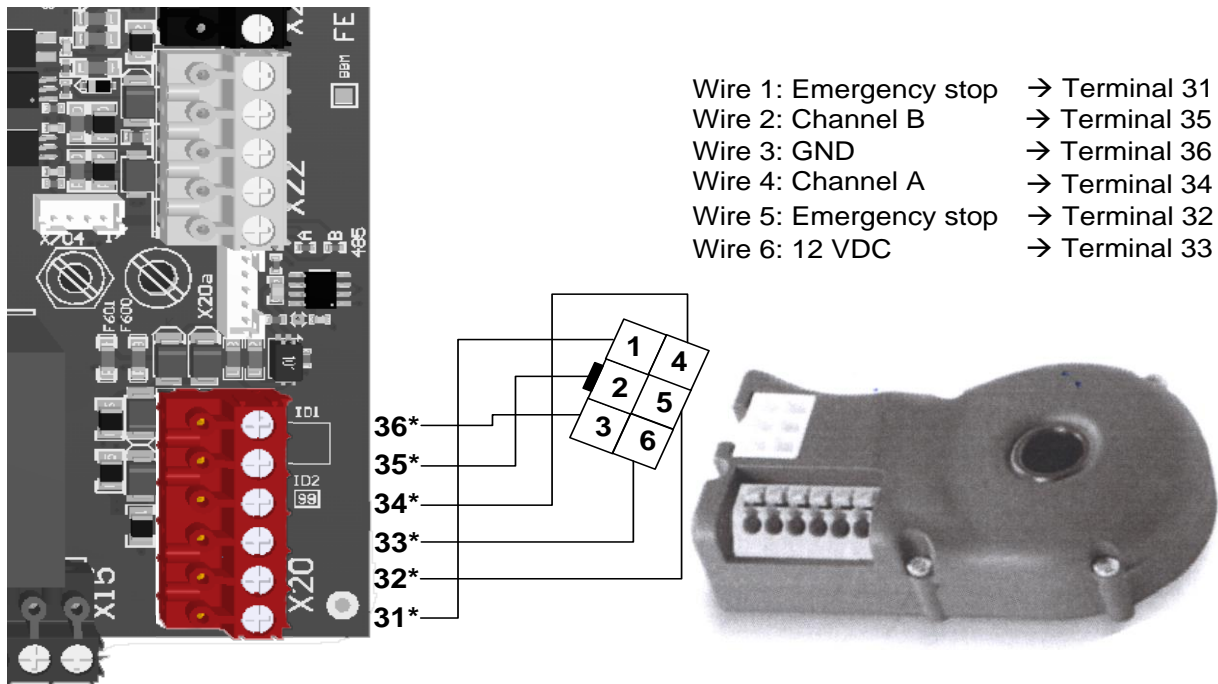 FE
BBM
X22
X704
A
B
485
X20a
F601
F600
ID1
ID2
99
X20
X15
Wire 1: Emergency stop → Terminal 31
Wire 2: Channel B → Terminal 35
Wire 3: GND → Terminal 36
Wire 4: Channel A → Terminal 34
Wire 5: Emergency stop → Terminal 32
Wire 6: 12 VDC → Terminal 33
1
4
2
5
3
6
36*
35*
34*
33*
32*
31*